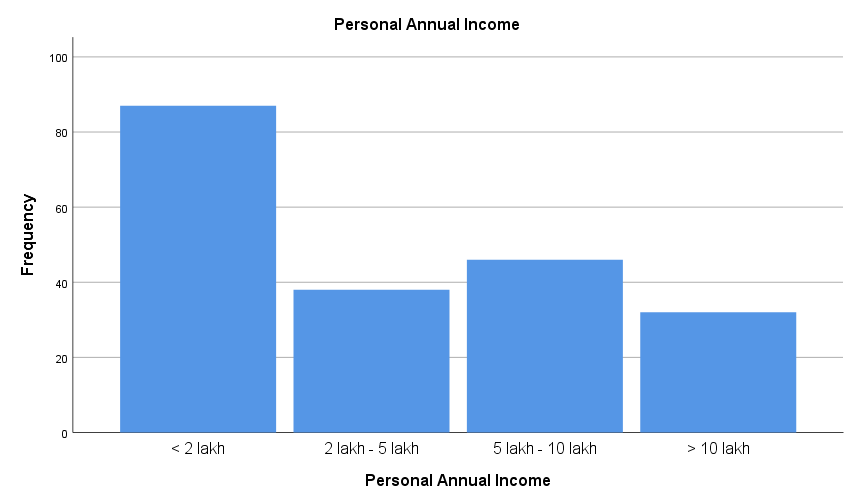 Personal Annual Income
100
80
60
40
20
0
Frequency
< 2 lakh
2 lakh - 5 lakh
5 lakh - 10 lakh
> 10 lakh
Personal Annual Income